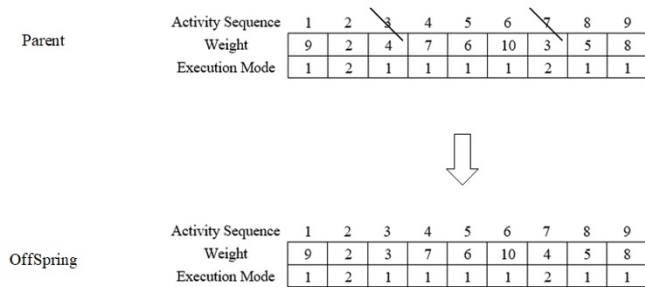 Activity Sequence 1 2 3 4 5 6 7 8 9
Parent
Weight 9 2 4 7 6 10 3 5 8
Execution Mode 1 2 1 1 1 1 2 1 1
Activity Sequence 1 2 3 4 5 6 7 8 9
Weight 9 2 3 7 6 10 4 5 8
OffSpring
Execution Mode 1 2 1 1 1 1 2 1 1